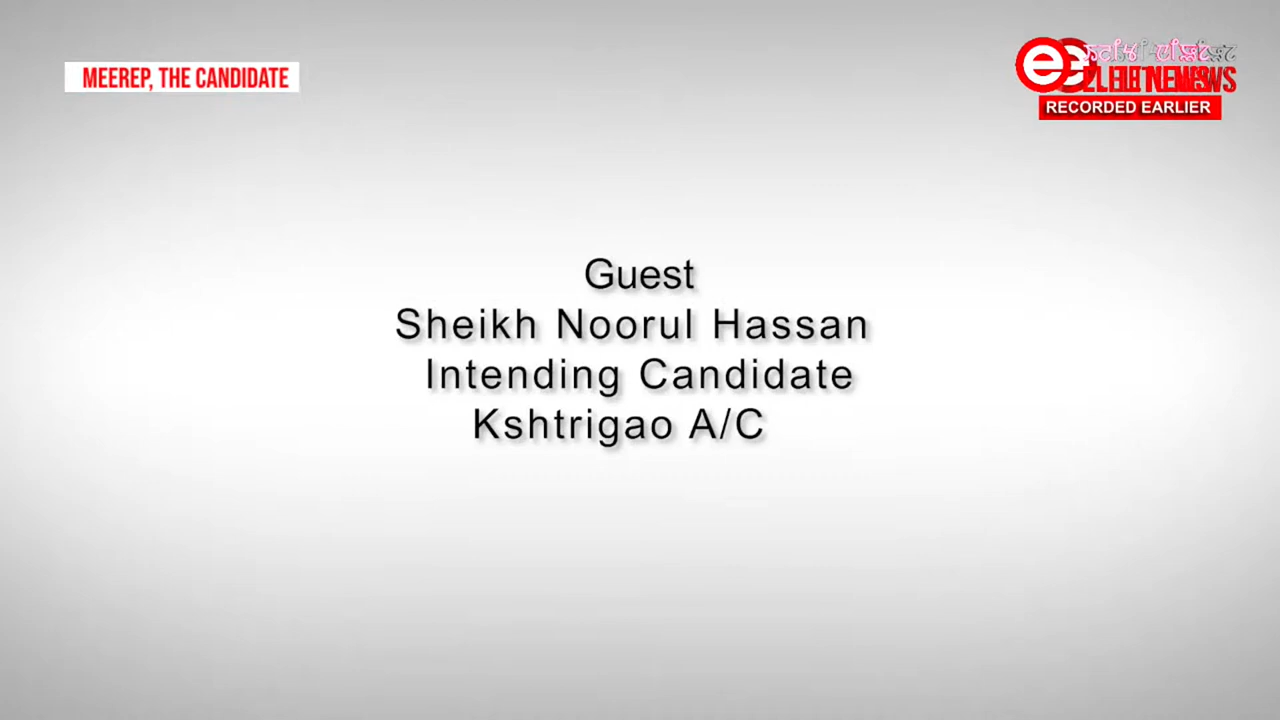 MEEREP, THE CANDIDATE
RECORDED EARLIER
Guest
Sheikh Noorul Hassan
Intending Candidate
Kshtrigao A/C